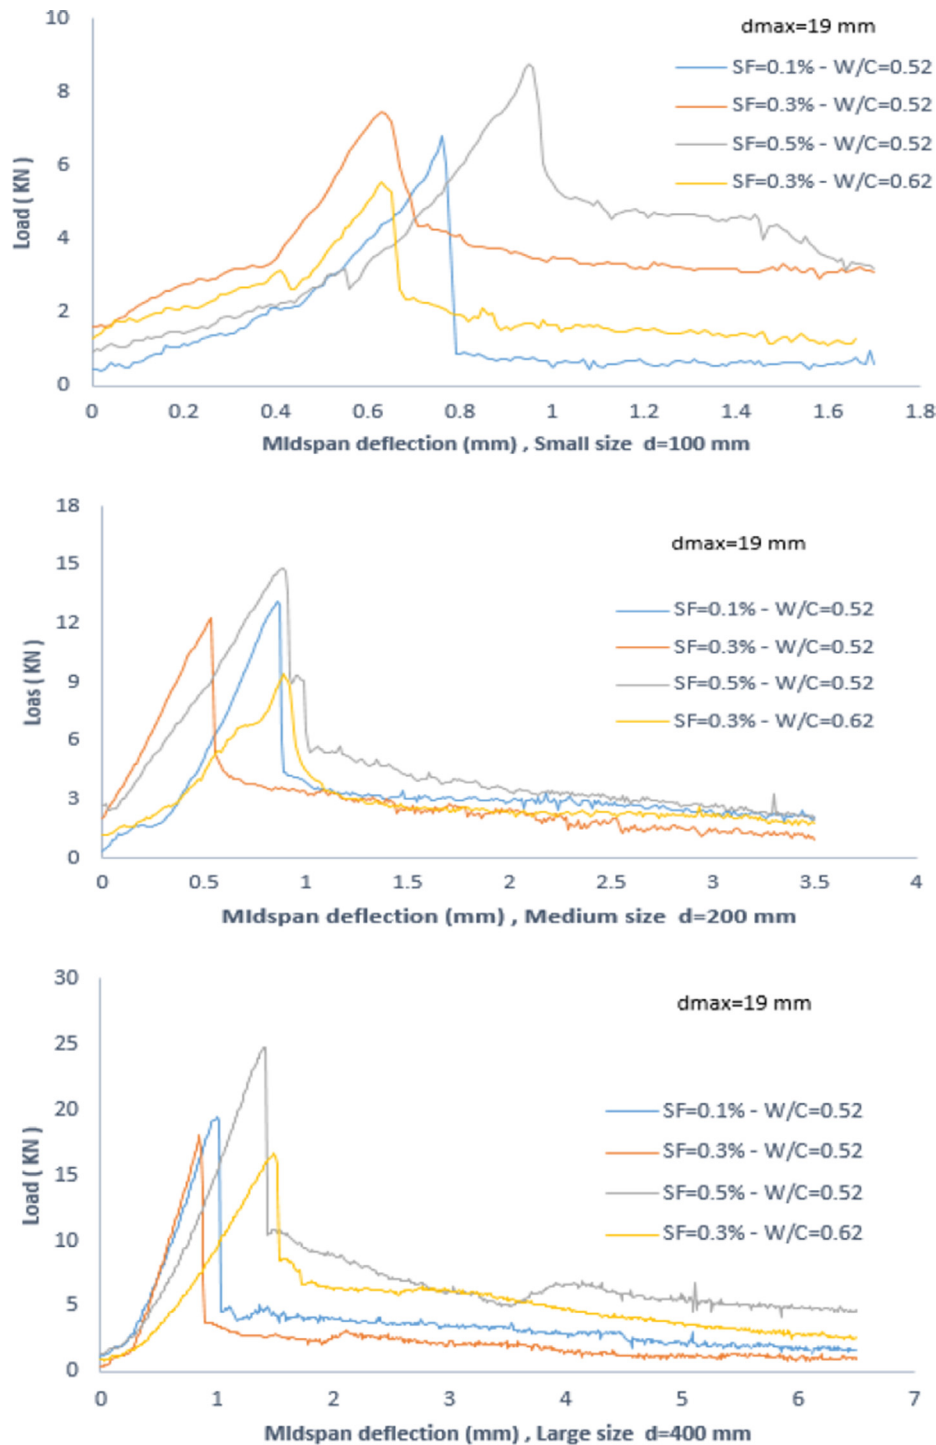 10
8
6
4
2
0
Load ( KN )
dmax=19 mm
SF=0.1% - W/C=0.52
SF=0.3% - W/C=0.52
SF=0.5% - W/C=0.52
SF=0.3% - W/C=0.62
0 0.2 0.4 0.6 0.8 1 1.2 1.4 1.6 1.8
MIdspan deflection (mm) , Small size d=100 mm
18
15
12
9
6
3
0
Loas ( KN )
dmax=19 mm
SF=0.1% - W/C=0.52
SF=0.3% - W/C=0.52
SF=0.5% - W/C=0.52
SF=0.3% - W/C=0.62
0 0.5 1 1.5 2 2.5 3 3.5 4
MIdspan deflection (mm) , Medium size d=200 mm
30
25
20
15
10
5
0
Load ( KN )
dmax=19 mm
SF=0.1% - W/C=0.52
SF=0.3% - W/C=0.52
SF=0.5% - W/C=0.52
SF=0.3% - W/C=0.62
0 1 2 3 4 5 6 7
MIdspan deflection (mm) , Large size d=400 mm